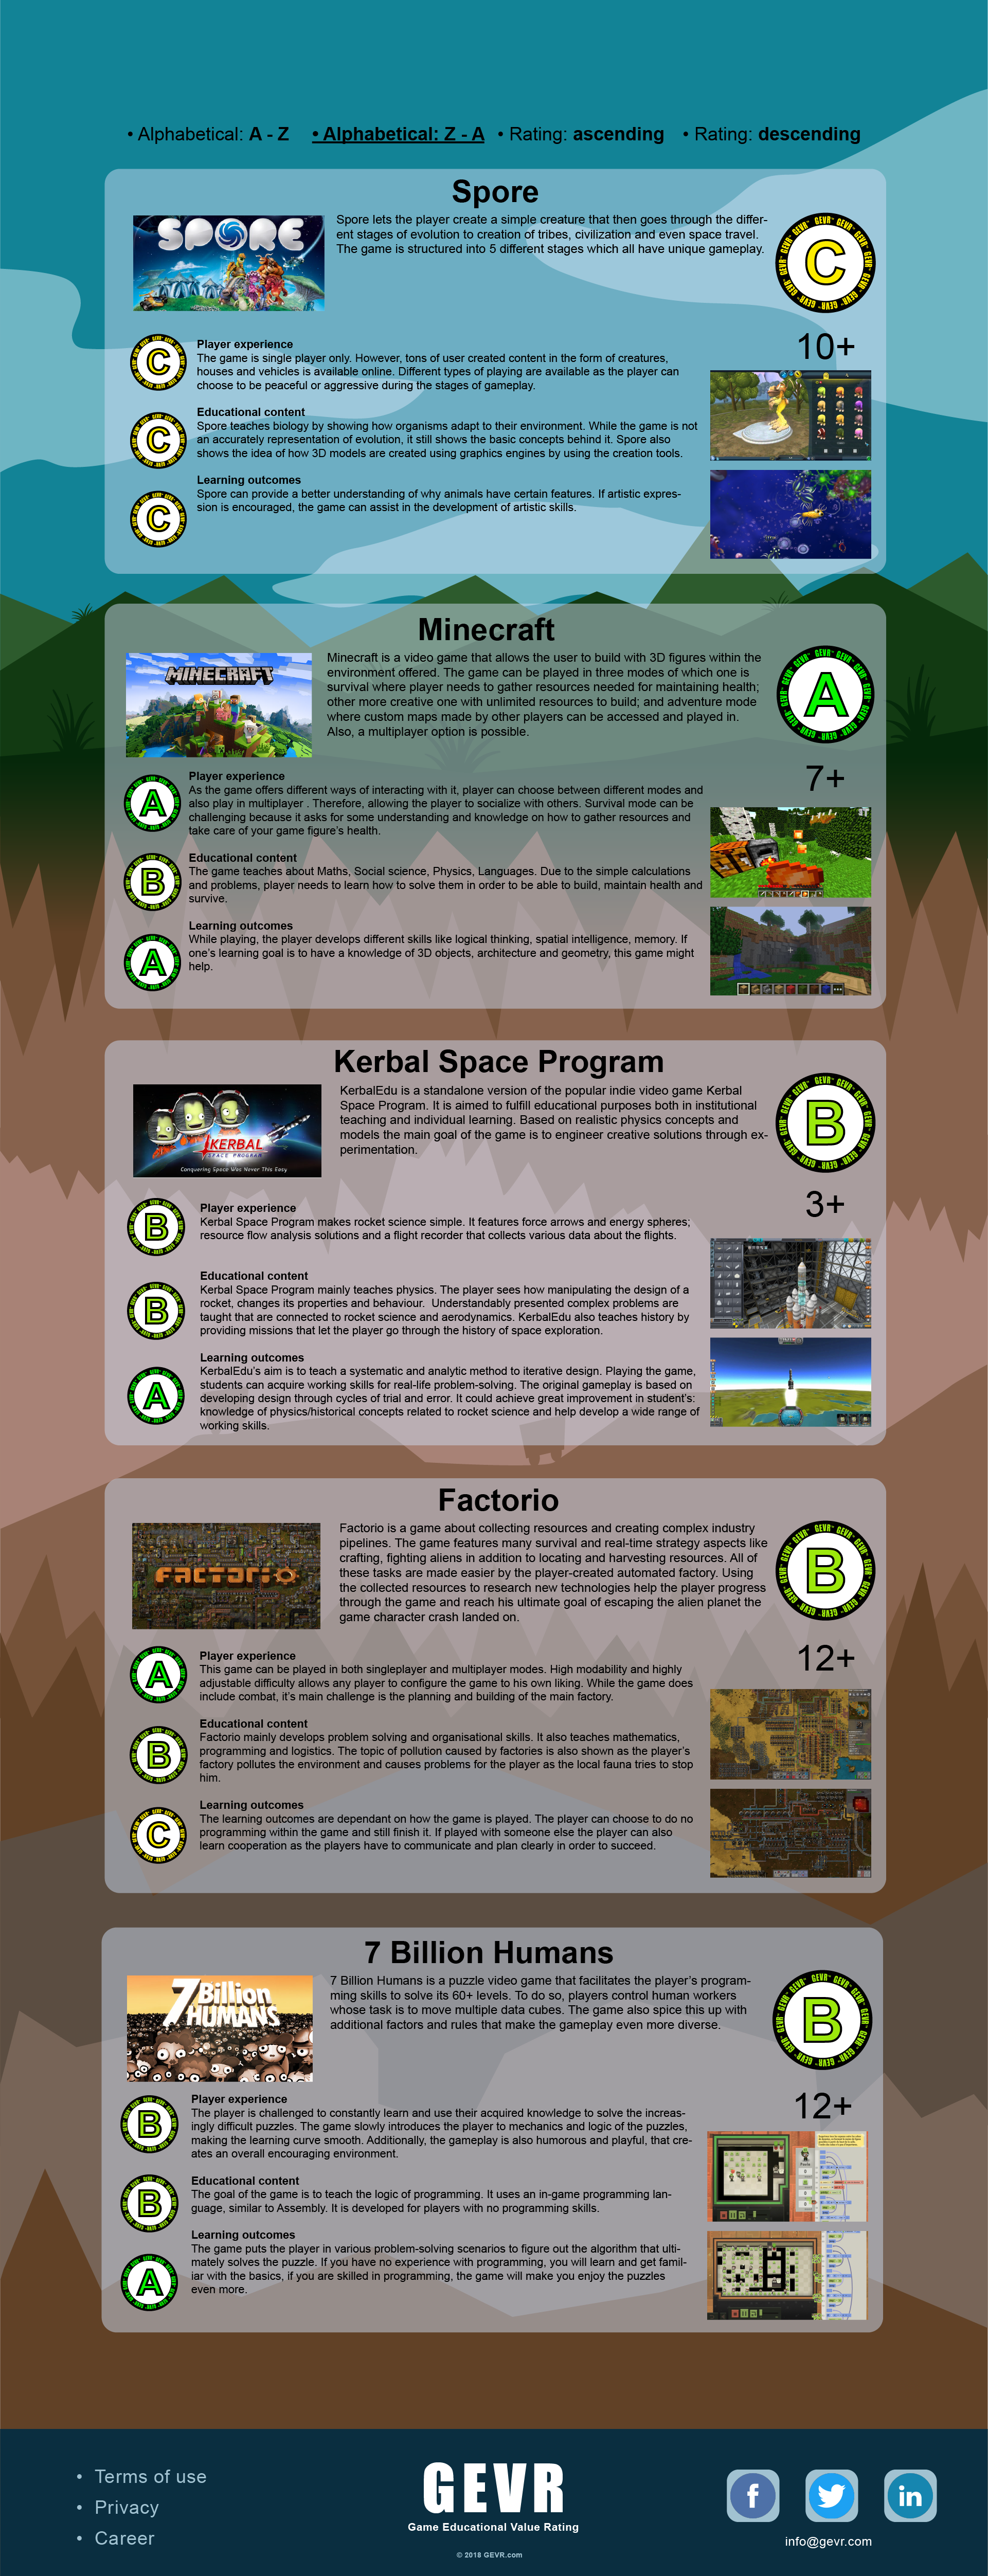 • Alphabetical: A - Z • Alphabetical: Z - A • Rating: ascending • Rating: descending
Spore
SPORE
Spore lets the player create a simple creature that then goes through the differ-
ent stages of evolution to creation of tribes, civilization and even space travel.
The game is structured into 5 different stages which all have unique gameplay.
C
10+
C
Player experience
The game is single player only. However, tons of user created content in the form of creatures,
houses and vehicles is available online. Different types of playing are available as the player can
choose to be peaceful or aggressive during the stages of gameplay.
C
Educational content
Spore teaches biology by showing how organisms adapt to their environment. While the game is not
an accurately representation of evolution, it still shows the basic concepts behind it. Spore also
shows the idea of how 3D models are created using graphics engines by using the creation tools.
C
Learning outcomes
Spore can provide a better understanding of why animals have certain features. If artistic expres-
sion is encouraged, the game can assist in the development of artistic skills.
Minecraft
MINECRAFT
Minecraft is a video game that allows the user to build with 3D figures within the
environment offered. The game can be played in three modes of which one is
survival where player needs to gather resources needed for maintaining health;
other more creative one with unlimited resources to build; and adventure mode
where custom maps made by other players can be accessed and played in.
Also, a multiplayer option is possible.
A
7+
A
Player experience
As the game offers different ways of interacting with it, player can choose between different modes and
also play in multiplayer . Therefore, allowing the player to socialize with others. Survival mode can be
challenging because it asks for some understanding and knowledge on how to gather resources and
take care of your game figure's health.
B
Educational content
The game teaches about Maths, Social science, Physics, Languages. Due to the simple calculations
and problems, player needs to learn how to solve them in order to be able to build, maintain health and
survive.
A
Learning outcomes
While playing, the player develops different skills like logical thinking, spatial intelligence, memory. If
one's learning goal is to have a knowledge of 3D objects, architecture and geometry, this game might
help.
Kerbal Space Program
KERBAL
SPACE PROGRAM
Conquering Space Was Never This Easy
KerbalEdu is a standalone version of the popular indie video game Kerbal
Space Program. It is aimed to fulfill educational purposes both in institutional
teaching and individual learning. Based on realistic physics concepts and
models the main goal of the game is to engineer creative solutions through ex-
perimentation.
B
3+
B
Player experience
Kerbal Space Program makes rocket science simple. It features force arrows and energy spheres;
resource flow analysis solutions and a flight recorder that collects various data about the flights.
B
Educational content
Kerbal Space Program mainly teaches physics. The player sees how manipulating the design of a
rocket, changes its properties and behaviour. Understandably presented complex problems are
taught that are connected to rocket science and aerodynamics. KerbalEdu also teaches history by
providing missions that let the player go through the history of space exploration.
A
Learning outcomes
KerbalEdu's aim is to teach a systematic and analytic method to iterative design. Playing the game,
students can acquire working skills for real-life problem-solving. The original gameplay is based on
developing design through cycles of trial and error. It could achieve great improvement in student's:
knowledge of physics/historical concepts related to rocket science and help develop a wide range of
working skills.
Factorio
FACTORIO
Factorio is a game about collecting resources and creating complex industry
pipelines. The game features many survival and real-time strategy aspects like
crafting, fighting aliens in addition to locating and harvesting resources. All of
these tasks are made easier by the player-created automated factory. Using
the collected resources to research new technologies help the player progress
through the game and reach his ultimate goal of escaping the alien planet the
game character crash landed on.
B
12+
A
Player experience
This game can be played in both singleplayer and multiplayer modes. High modability and highly
adjustable difficulty allows any player to configure the game to his own liking. While the game does
include combat, it's main challenge is the planning and building of the main factory.
B
Educational content
Factorio mainly develops problem solving and organisational skills. It also teaches mathematics,
programming and logistics. The topic of pollution caused by factories is also shown as the player's
factory pollutes the environment and causes problems for the player as the local fauna tries to stop
him.
C
Learning outcomes
The learning outcomes are dependant on how the game is played. The player can choose to do no
programming within the game and still finish it. If played with someone else the player can also
learn cooperation as the players have to communicate and plan clearly in order to succeed.
7 Billion Humans
7 Billion
HUMANS
7 Billion Humans is a puzzle video game that facilitates the player's program-
ming skills to solve its 60+ levels. To do so, players control human workers
whose task is to move multiple data cubes. The game also spice this up with
additional factors and rules that make the gameplay even more diverse.
B
12+
B
Player experience
The player is challenged to constantly learn and use their acquired knowledge to solve the increas-
ingly difficult puzzles. The game slowly introduces the player to mechanics and logic of the puzzles,
making the learning curve smooth. Additionally, the gameplay is also humorous and playful, that cre-
ates an overall encouraging environment.
B
Educational content
The goal of the game is to teach the logic of programming. It uses an in-game programming lan-
guage, similar to Assembly. It is developed for players with no programming skills.
A
Learning outcomes
The game puts the player in various problem-solving scenarios to figure out the algorithm that ulti-
mately solves the puzzle. If you have no experience with programming, you will learn and get famil-
iar with the basics, if you are skilled in programming, the game will make you enjoy the puzzles
even more.
• Terms of use
• Privacy
• Career
GEVR
Game Educational Value Rating
© 2018 GEVR.com
f
in
info@gevr.com